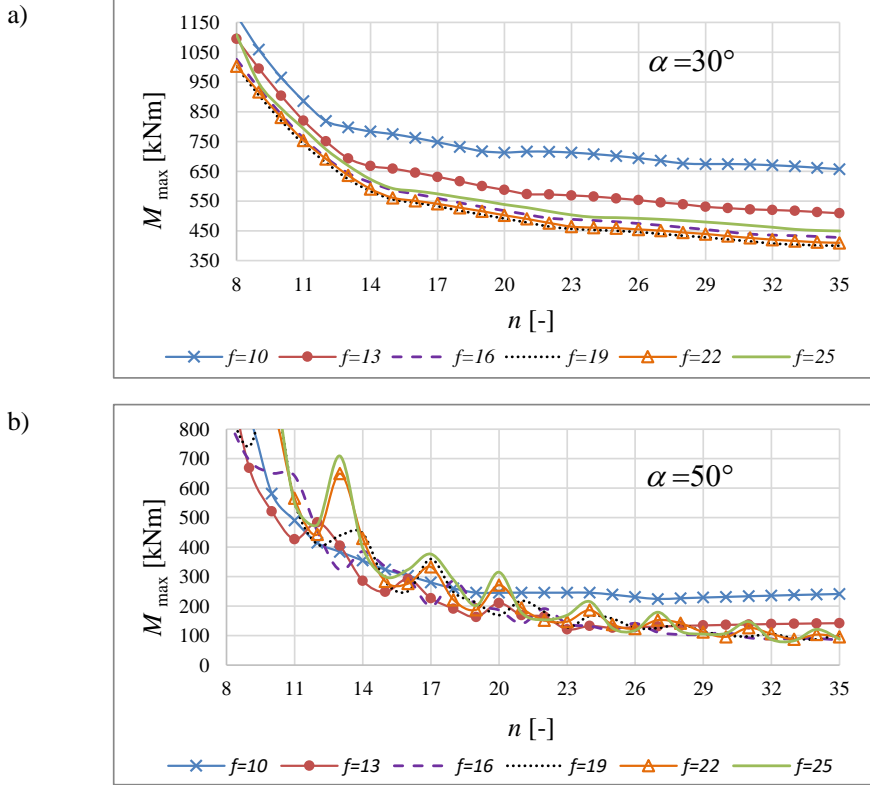 a)
1150
1050
950
850
750
650
550
450
350
M max [kNm]
α = 30°
8 11 14 17 20 23 26 29 32 35
n [-]
f=10 f=13 f=16 f=19 f=22 f=25
b)
800
700
600
500
400
300
200
100
0
M max [kNm]
α = 50°
8 11 14 17 20 23 26 29 32 35
n [-]
f=10 f=13 f=16 f=19 f=22 f=25